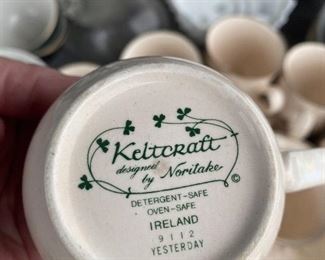 Keltcraft
designed
by Noritake
©
DETERGENT-SAFE
OVEN-SAFE
IRELAND
9112
YESTERDAY